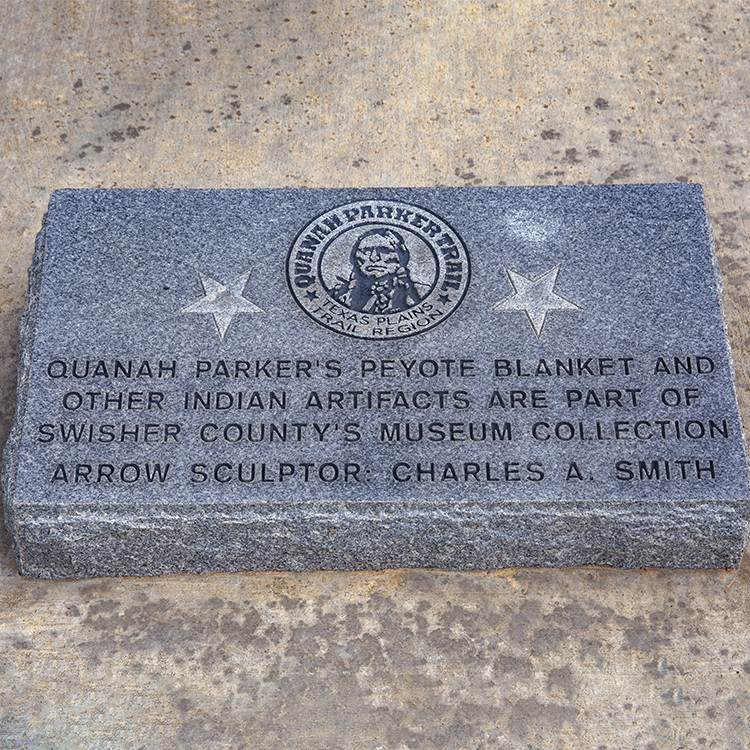 QUANAH PARKER TRAIL
TEXAS PLAINS
TRAIL REGION
QUANAH PARKER'S PEYOTE BLANKET AND
OTHER INDIAN ARTIFACTS ARE PART OF
SWISHER COUNTY'S MUSEUM COLLECTION
ARROW SCULPTOR: CHARLES A. SMITH